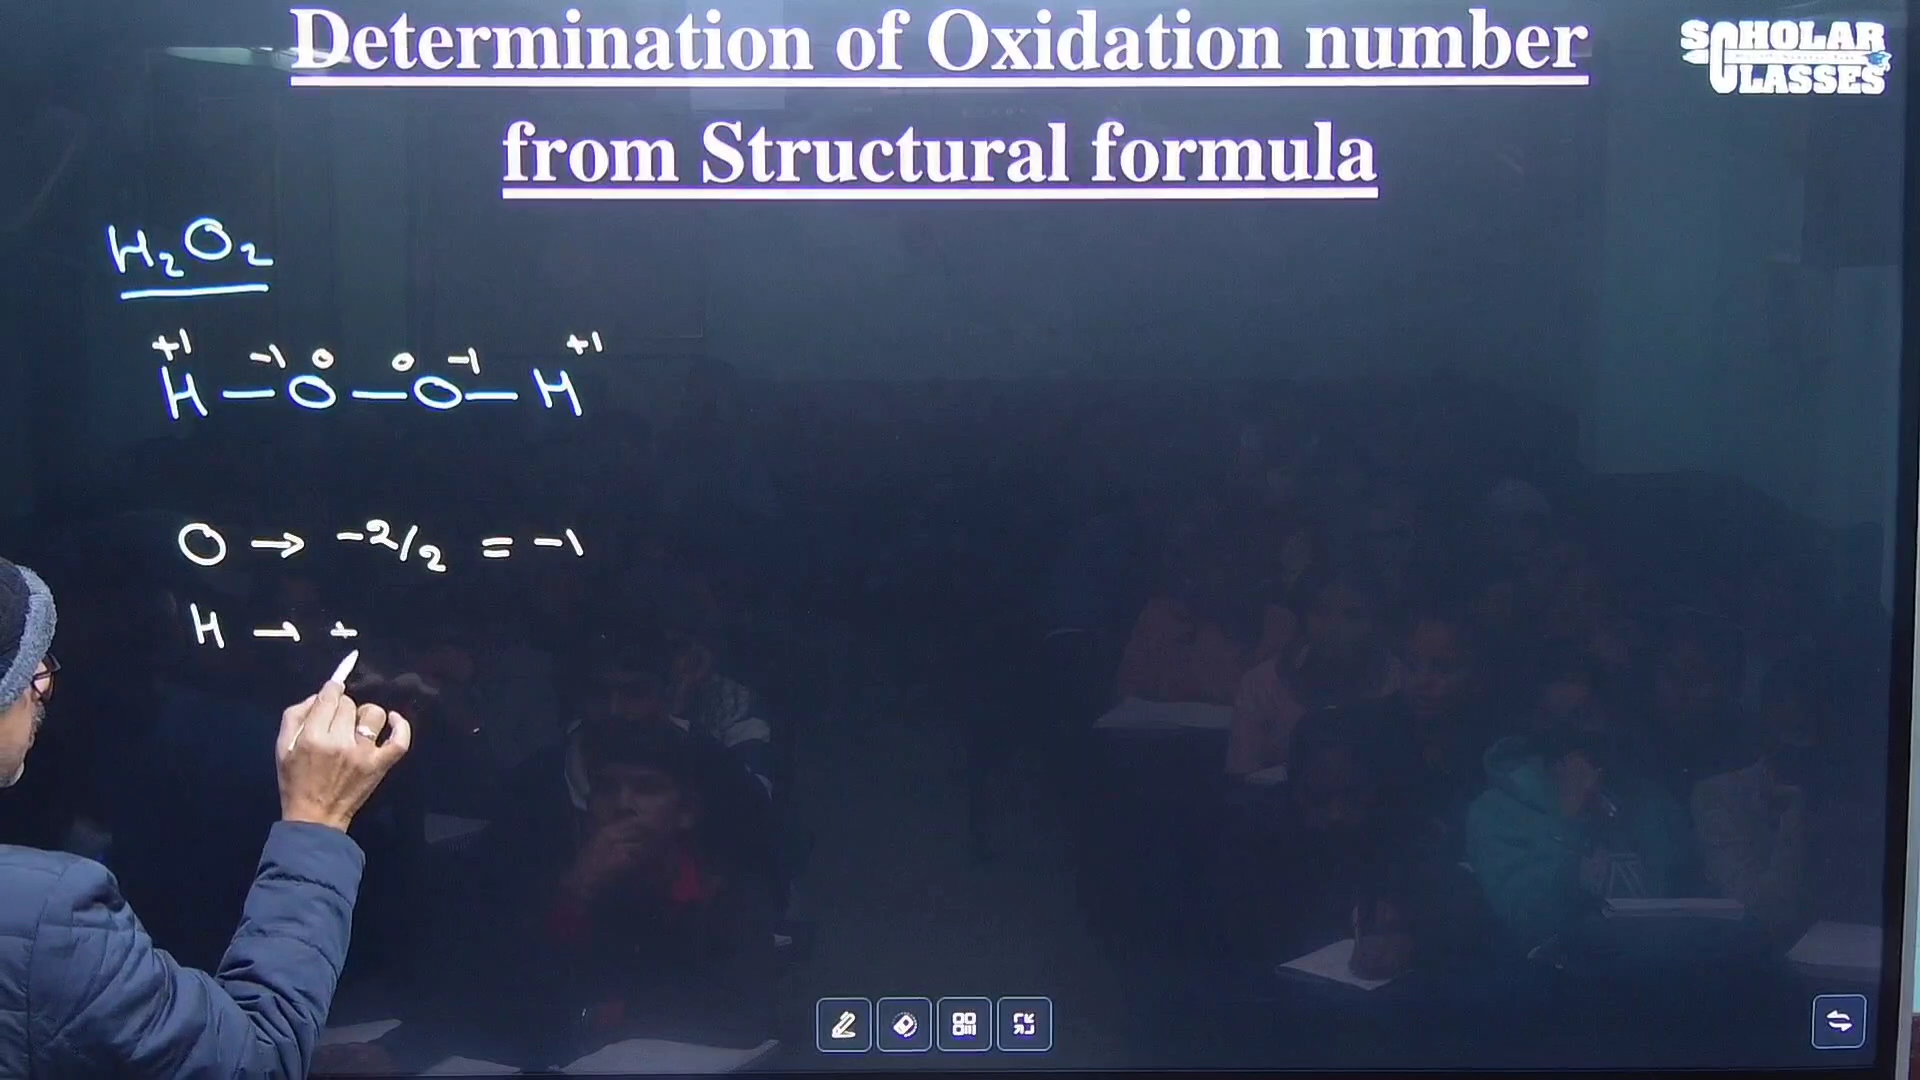 Determination of Oxidation number
from Structural formula
SCHOLAR
CLASSES
H₂O₂
+1 -1 0 0 -1 +1
H — O — O — H
O → -2/2 = -1
H → +